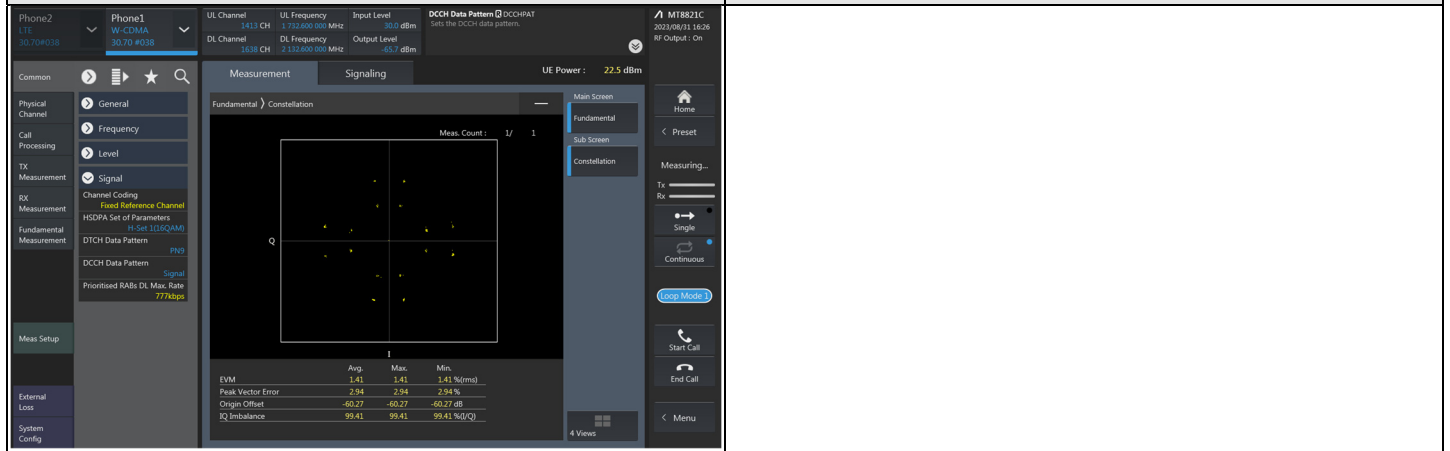 Phone2
LTE
30.70#038
Phone1
W-CDMA
30.70 #038
UL Channel
1413 CH
UL Frequency
1 732.600 000 MHz
Input Level
30.0 dBm
DL Channel
1638 CH
DL Frequency
2 132.600 000 MHz
Output Level
-65.7 dBm
DCCH Data Pattern R DCCHPAT
Sets the DCCH data pattern.
MT8821C
2023/08/31 16:26
RF Output : On
Common
Physical
Channel
Call
Processing
TX
Measurement
RX
Measurement
Fundamental
Measurement
Meas Setup
External
Loss
System
Config
General
Frequency
Level
Signal
Channel Coding
Fixed Reference Channel
HSDPA Set of Parameters
H-Set 1(16QAM)
DTCH Data Pattern
PN9
DCCH Data Pattern
Signal
Prioritised RABs DL Max. Rate
777kbps
Measurement
Signaling
UE Power : 22.5 dBm
Fundamental ❭ Constellation
Meas. Count : 1/ 1
Q
I
Avg. Max. Min.
EVM 1.41 1.41 1.41 %(rms)
Peak Vector Error 2.94 2.94 2.94 %
Origin Offset -60.27 -60.27 -60.27 dB
IQ Imbalance 99.41 99.41 99.41 %(I/Q)
Main Screen
Fundamental
Sub Screen
Constellation
4 Views
Home
< Preset
Measuring...
Tx
Rx
Single
Continuous
Loop Mode 1
Start Call
End Call
< Menu